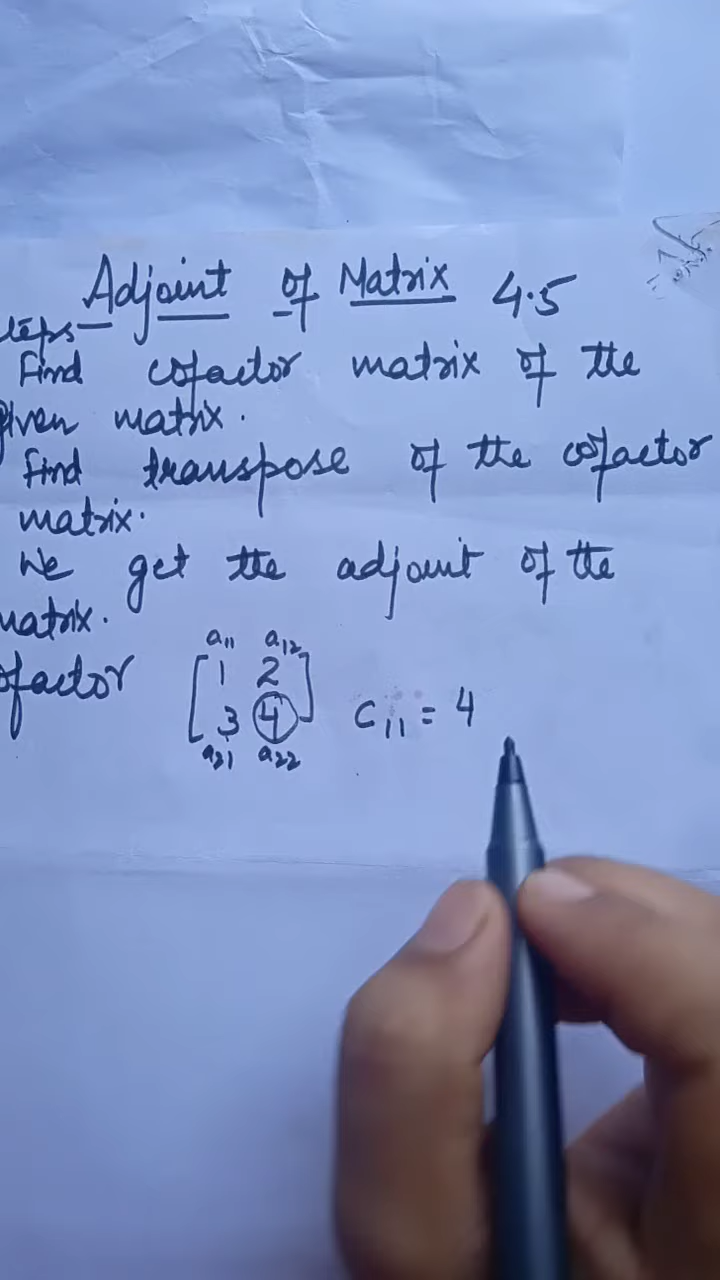 Adjoint of Matrix 4.5
steps-
Find cofactor matrix of the
given matrix.
Find transpose of the cofactor
matrix.
We get the adjoint of the
matrix.
a11 a12
cofactor [1 2
3 4] C11 = 4
a21 a22